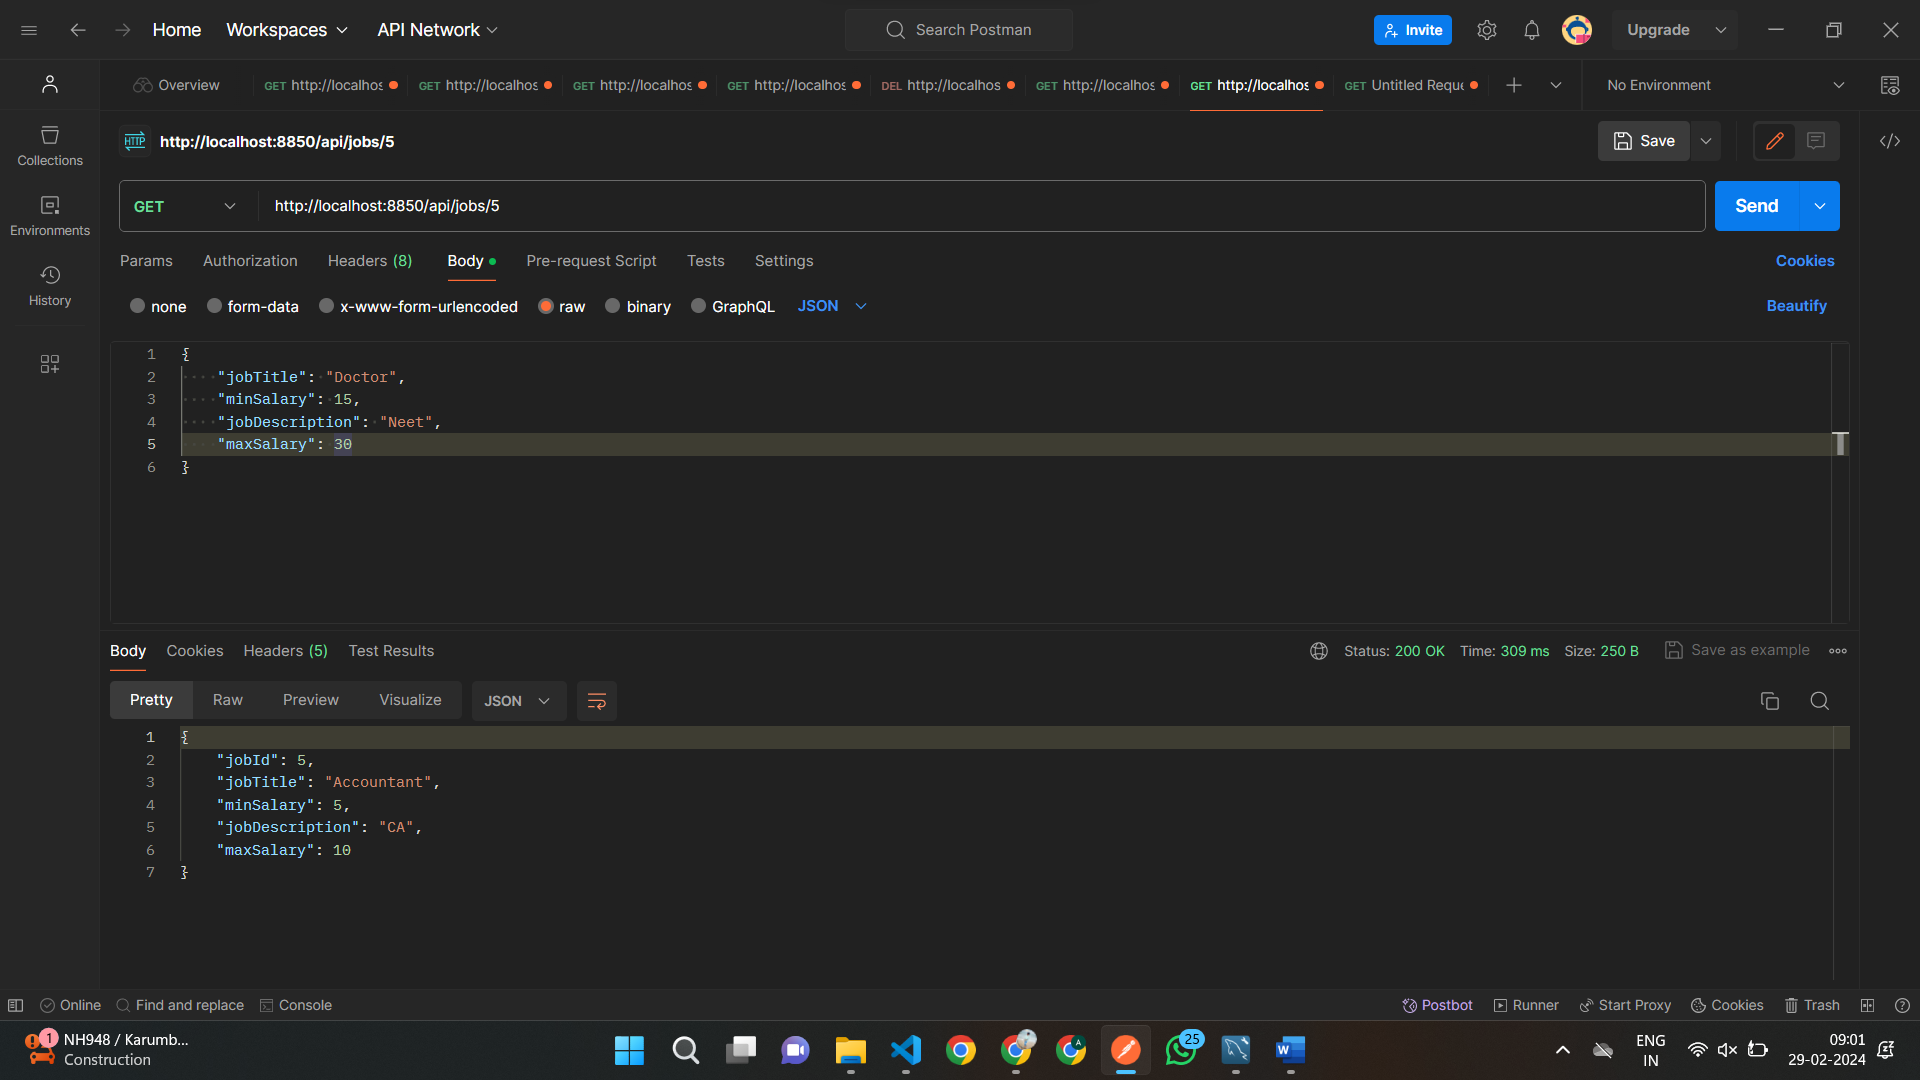 Home Workspaces API Network Search Postman Invite Upgrade
Overview GET http://localhos GET http://localhos GET http://localhos GET http://localhos DEL http://localhos GET http://localhos GET http://localhos GET Untitled Reque No Environment
HTTP http://localhost:8850/api/jobs/5 Save
GET http://localhost:8850/api/jobs/5 Send
Collections
Environments
History
Params Authorization Headers (8) Body Pre-request Script Tests Settings Cookies
none form-data x-www-form-urlencoded raw binary GraphQL JSON Beautify
1 {
2 "jobTitle": "Doctor",
3 "minSalary": 15,
4 "jobDescription": "Neet",
5 "maxSalary": 30
6 }
Body Cookies Headers (5) Test Results Status: 200 OK Time: 309 ms Size: 250 B Save as example
Pretty Raw Preview Visualize JSON
1 {
2 "jobId": 5,
3 "jobTitle": "Accountant",
4 "minSalary": 5,
5 "jobDescription": "CA",
6 "maxSalary": 10
7 }
Online Find and replace Console Postbot Runner Start Proxy Cookies Trash
1 NH948 / Karumb...
Construction
A
25
W
ENG
IN
09:01
29-02-2024